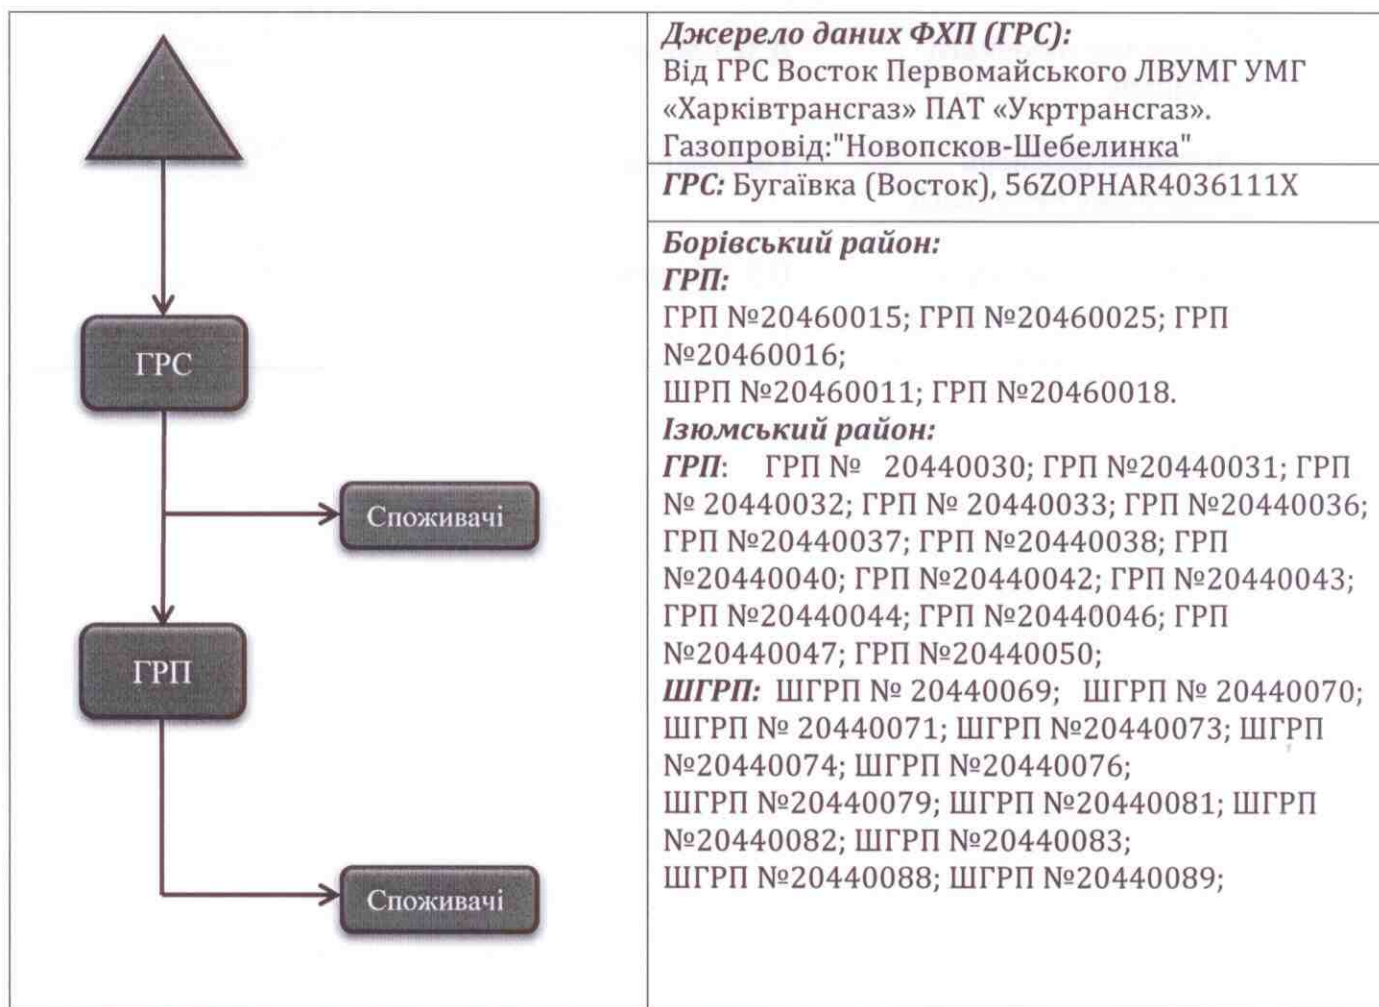 ГРС
Споживачі
ГРП
Споживачі
Джерело даних ФХП (ГРС):
Від ГРС Восток Первомайського ЛВУМГ УМГ
«Харківтрансгаз» ПАТ «Укртрансгаз».
Газопровід:"Новопсков-Шебелинка"
ГРС: Бугаївка (Восток), 56ZOPHAR4036111X
Борівський район:
ГРП:
ГРП №20460015; ГРП №20460025; ГРП
№20460016;
ШРП №20460011; ГРП №20460018.
Ізюмський район:
ГРП: ГРП № 20440030; ГРП №20440031; ГРП
№ 20440032; ГРП № 20440033; ГРП №20440036;
ГРП №20440037; ГРП №20440038; ГРП
№20440040; ГРП №20440042; ГРП №20440043;
ГРП №20440044; ГРП №20440046; ГРП
№20440047; ГРП №20440050;
ШГРП: ШГРП № 20440069; ШГРП № 20440070;
ШГРП № 20440071; ШГРП №20440073; ШГРП
№20440074; ШГРП №20440076;
ШГРП №20440079; ШГРП №20440081; ШГРП
№20440082; ШГРП №20440083;
ШГРП №20440088; ШГРП №20440089;